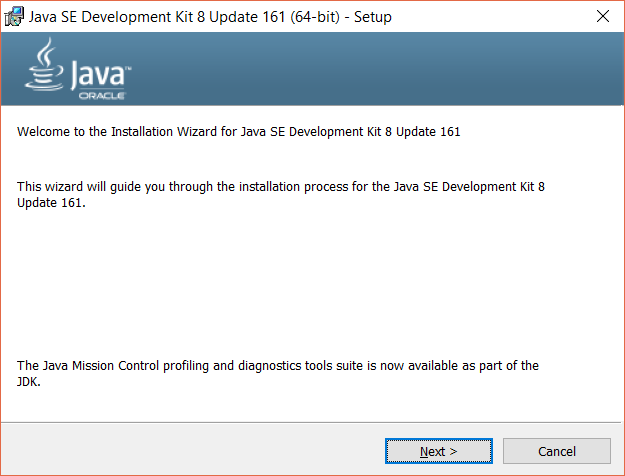 Java SE Development Kit 8 Update 161 (64-bit) - Setup
Java™
ORACLE
Welcome to the Installation Wizard for Java SE Development Kit 8 Update 161
This wizard will guide you through the installation process for the Java SE Development Kit 8
Update 161.
The Java Mission Control profiling and diagnostics tools suite is now available as part of the
JDK.
Next >
Cancel